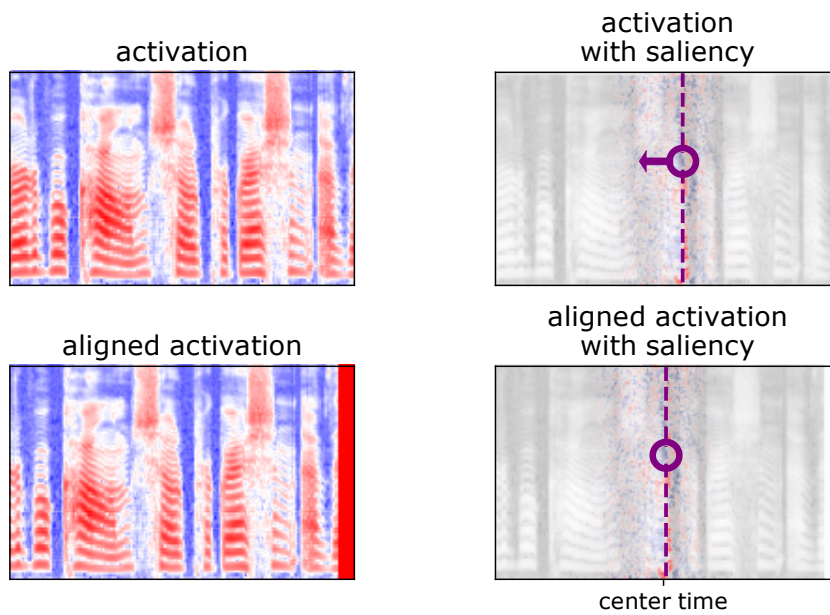 activation
activation
with saliency
aligned activation
aligned activation
with saliency
center time